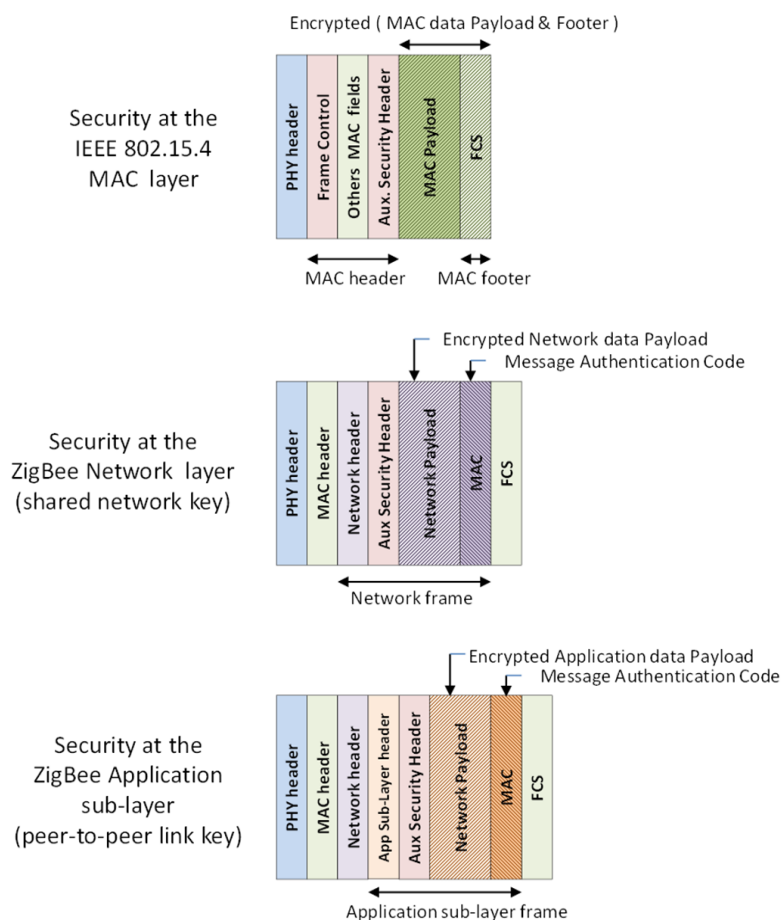 Encrypted ( MAC data Payload & Footer )
Security at the
IEEE 802.15.4
MAC layer
PHY header
Frame Control
Others MAC fields
Aux. Security Header
MAC Payload
FCS
MAC header
MAC footer
Encrypted Network data Payload
Message Authentication Code
Security at the
ZigBee Network layer
(shared network key)
PHY header
MAC header
Network header
Aux Security Header
Network Payload
MAC
FCS
Network frame
Encrypted Application data Payload
Message Authentication Code
Security at the
ZigBee Application
sub-layer
(peer-to-peer link key)
PHY header
MAC header
Network header
App Sub-Layer header
Aux Security Header
Network Payload
MAC
FCS
Application sub-layer frame